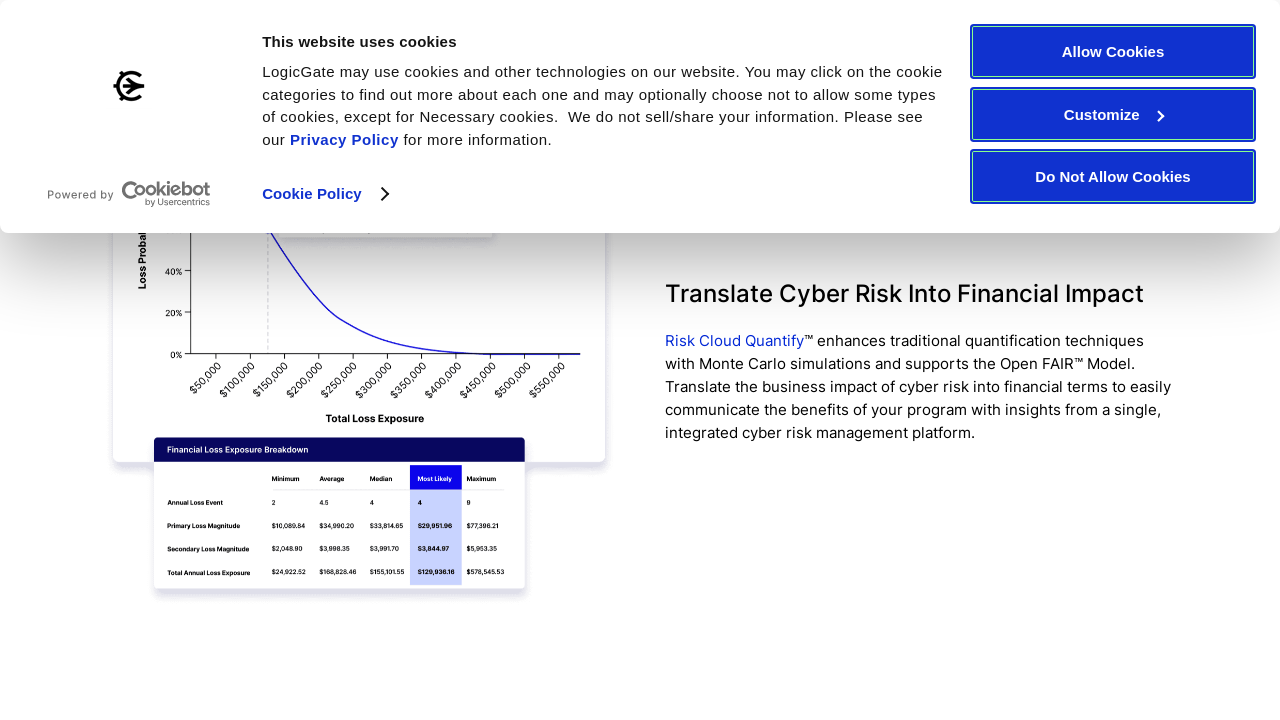 This website uses cookies
LogicGate may use cookies and other technologies on our website. You may click on the cookie
categories to find out more about each one and may optionally choose not to allow some types
of cookies, except for Necessary cookies.  We do not sell/share your information. Please see
our Privacy Policy for more information.
Cookie Policy
Powered by Cookiebot
by Usercentrics
Allow Cookies
Customize
Do Not Allow Cookies
40%
20%
0%
$50,000
$100,000
$150,000
$200,000
$250,000
$300,000
$350,000
$400,000
$450,000
$500,000
$550,000
Total Loss Exposure
Financial Loss Exposure Breakdown
Minimum Average Median Most Likely Maximum
Annual Loss Event 2 4.5 4 4 9
Primary Loss Magnitude $10,089.84 $34,990.20 $33,814.65 $29,951.96 $77,396.21
Secondary Loss Magnitude $2,048.90 $3,998.35 $3,991.70 $3,844.97 $5,953.35
Total Annual Loss Exposure $24,922.52 $168,828.46 $155,101.55 $129,936.16 $578,545.53
Translate Cyber Risk Into Financial Impact
Risk Cloud Quantify™ enhances traditional quantification techniques
with Monte Carlo simulations and supports the Open FAIR™ Model.
Translate the business impact of cyber risk into financial terms to easily
communicate the benefits of your program with insights from a single,
integrated cyber risk management platform.